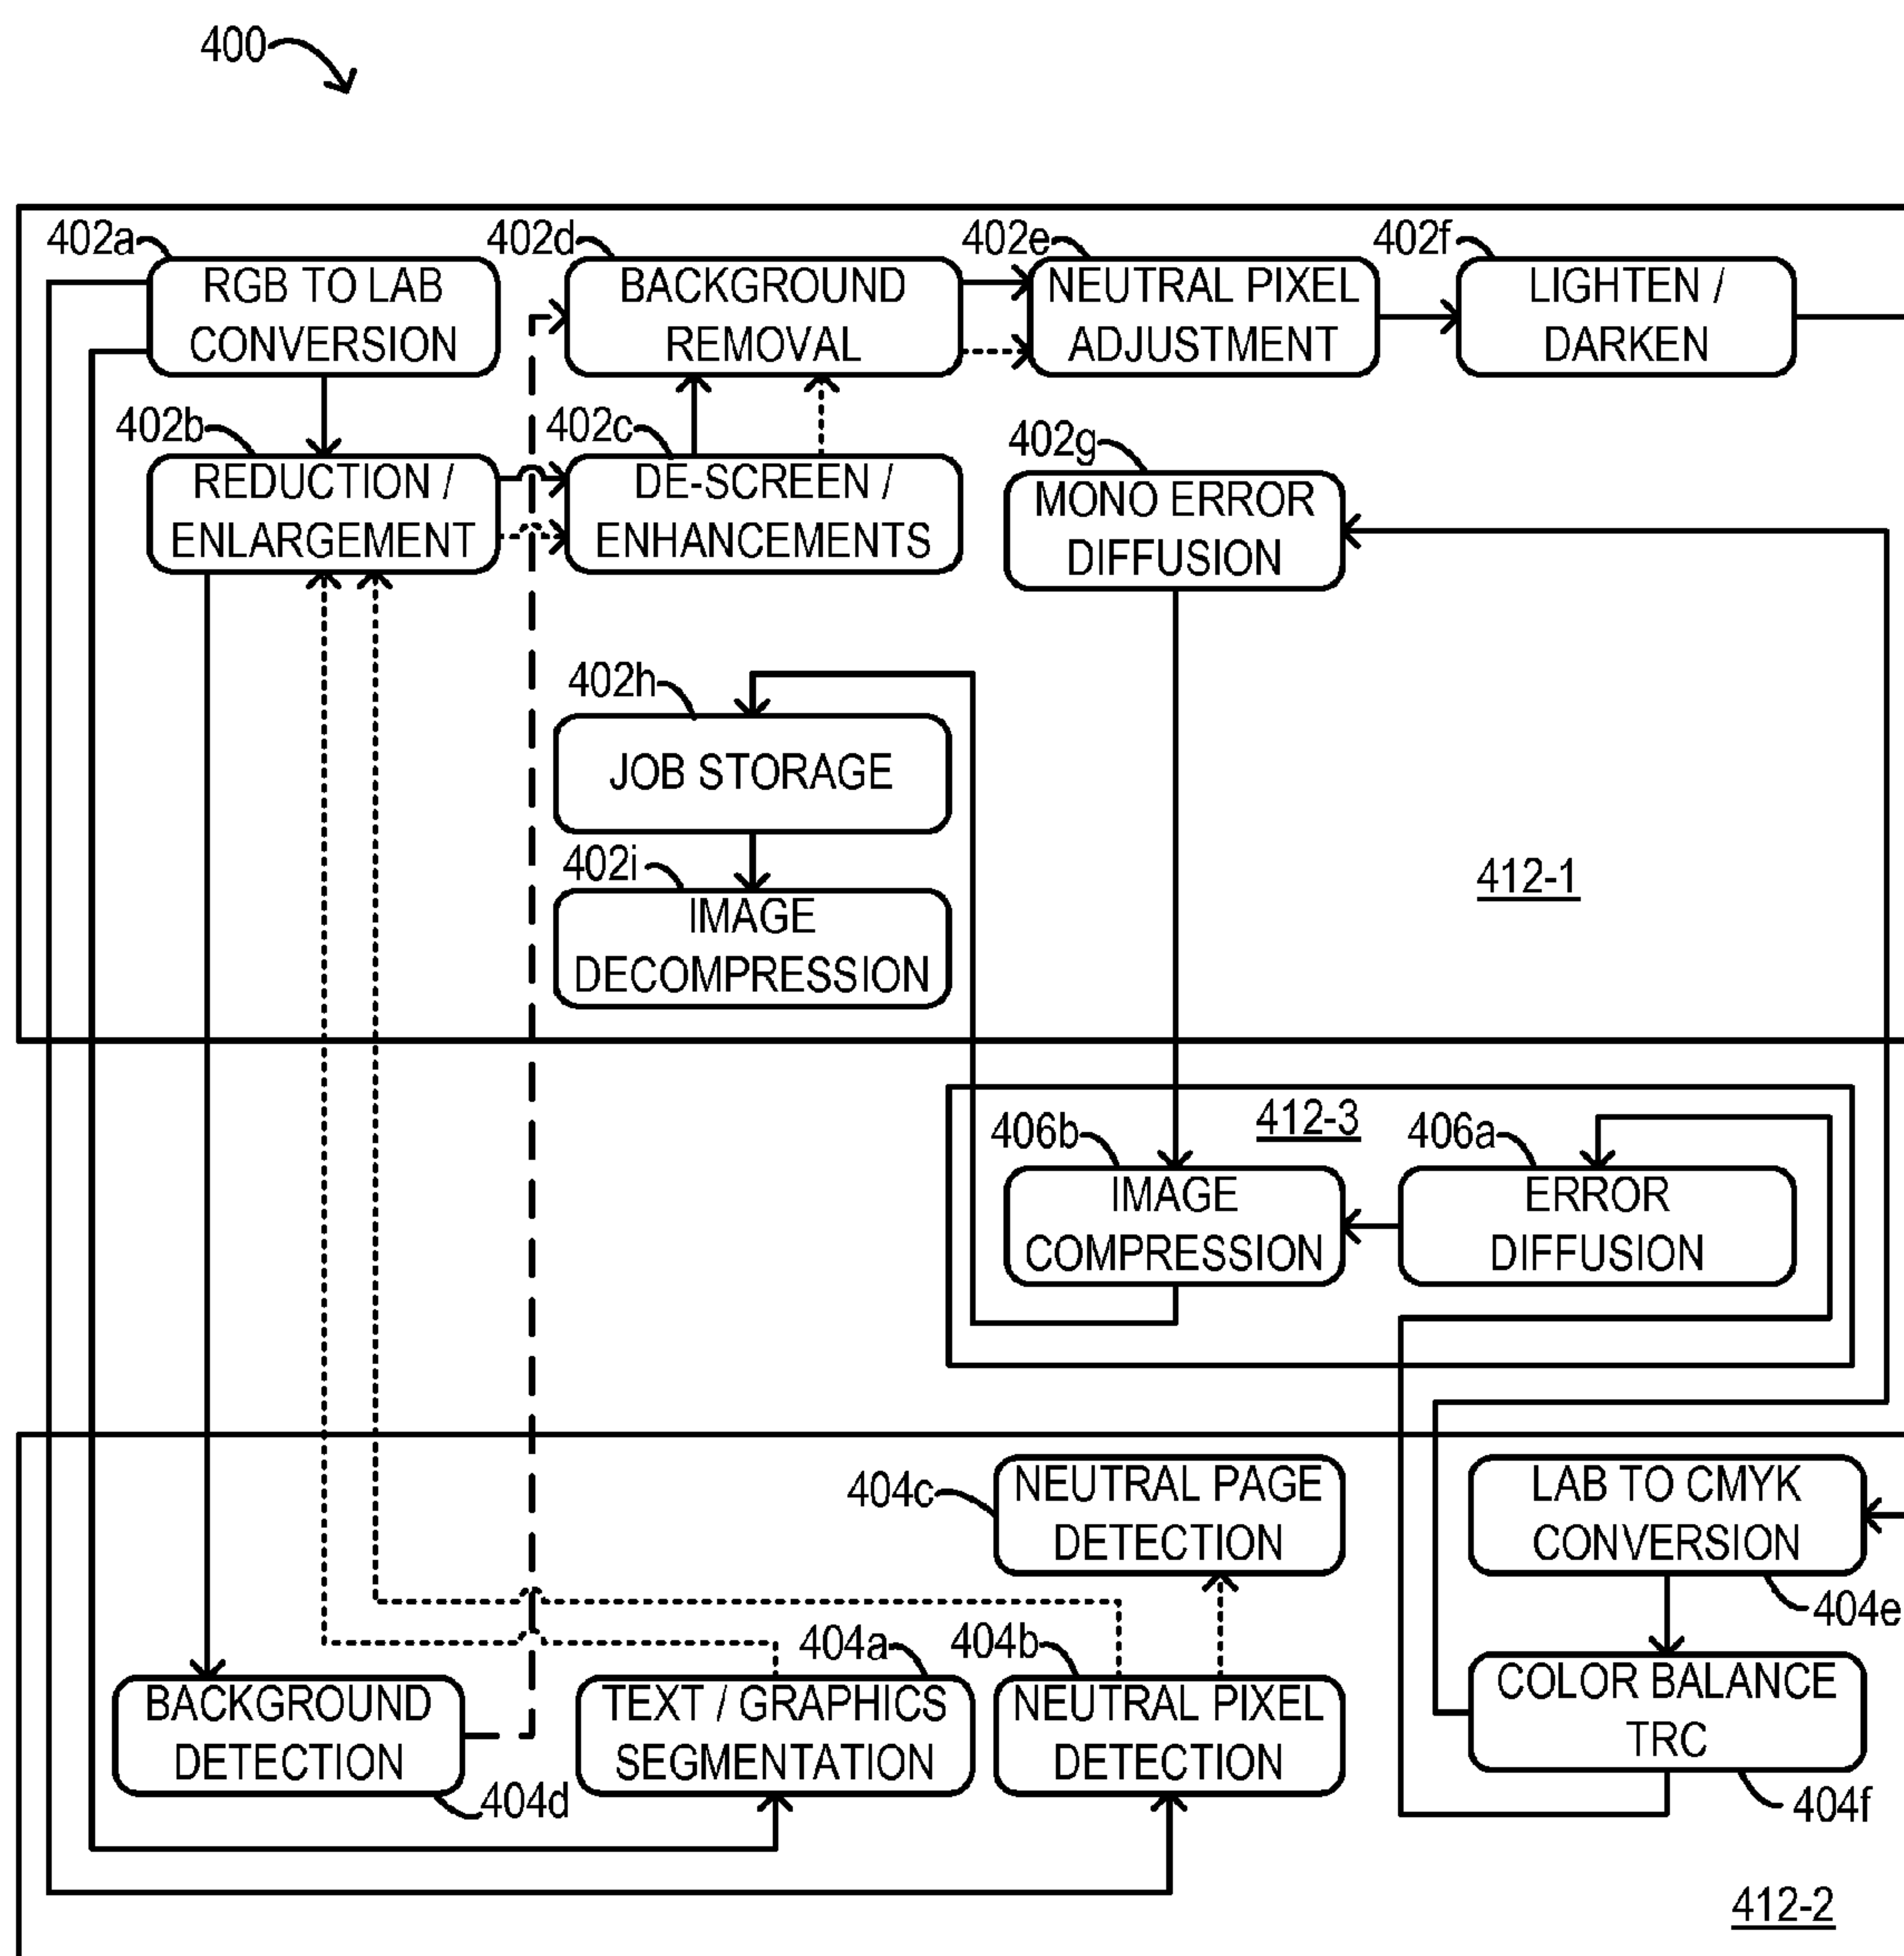 400
402a
RGB TO LAB
CONVERSION
402d
BACKGROUND
REMOVAL
402e
NEUTRAL PIXEL
ADJUSTMENT
402f
LIGHTEN /
DARKEN
402b
REDUCTION /
ENLARGEMENT
402c
DE-SCREEN /
ENHANCEMENTS
402g
MONO ERROR
DIFFUSION
402h
JOB STORAGE
402i
IMAGE
DECOMPRESSION
412-1
412-3
406b
IMAGE
COMPRESSION
406a
ERROR
DIFFUSION
404c
NEUTRAL PAGE
DETECTION
LAB TO CMYK
CONVERSION
404e
BACKGROUND
DETECTION
404d
404a
TEXT / GRAPHICS
SEGMENTATION
404b
NEUTRAL PIXEL
DETECTION
COLOR BALANCE
TRC
404f
412-2